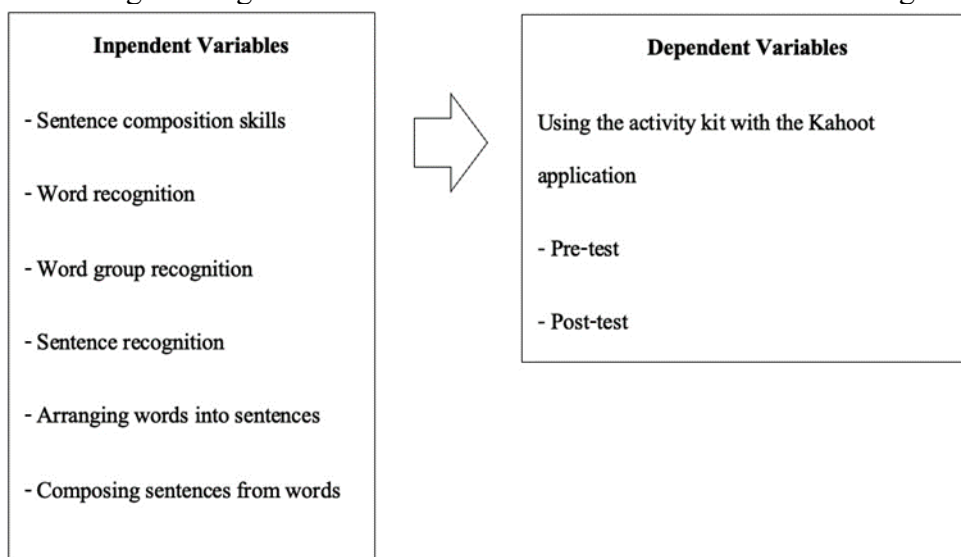 Inpendent Variables
- Sentence composition skills
- Word recognition
- Word group recognition
- Sentence recognition
- Arranging words into sentences
- Composing sentences from words
Dependent Variables
Using the activity kit with the Kahoot
application
- Pre-test
- Post-test